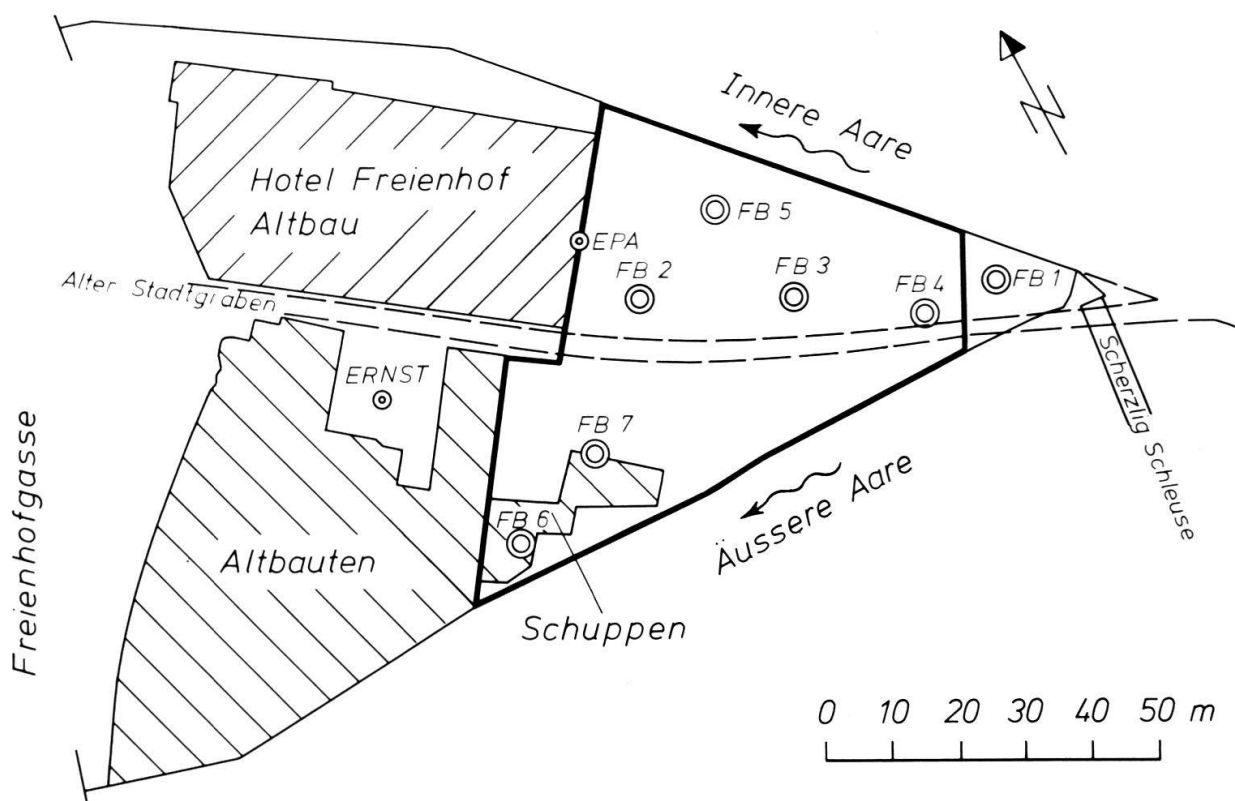 Innere Aare
Hotel Freienhof
Altbau
FB 5
EPA
FB 2
FB 3
FB 4
FB 1
Alter Stadtgraben
ERNST
Scherzlig Schleuse
Freienhofgasse
FB 7
FB 6
Äussere Aare
Altbauten
Schuppen
0 10 20 30 40 50 m